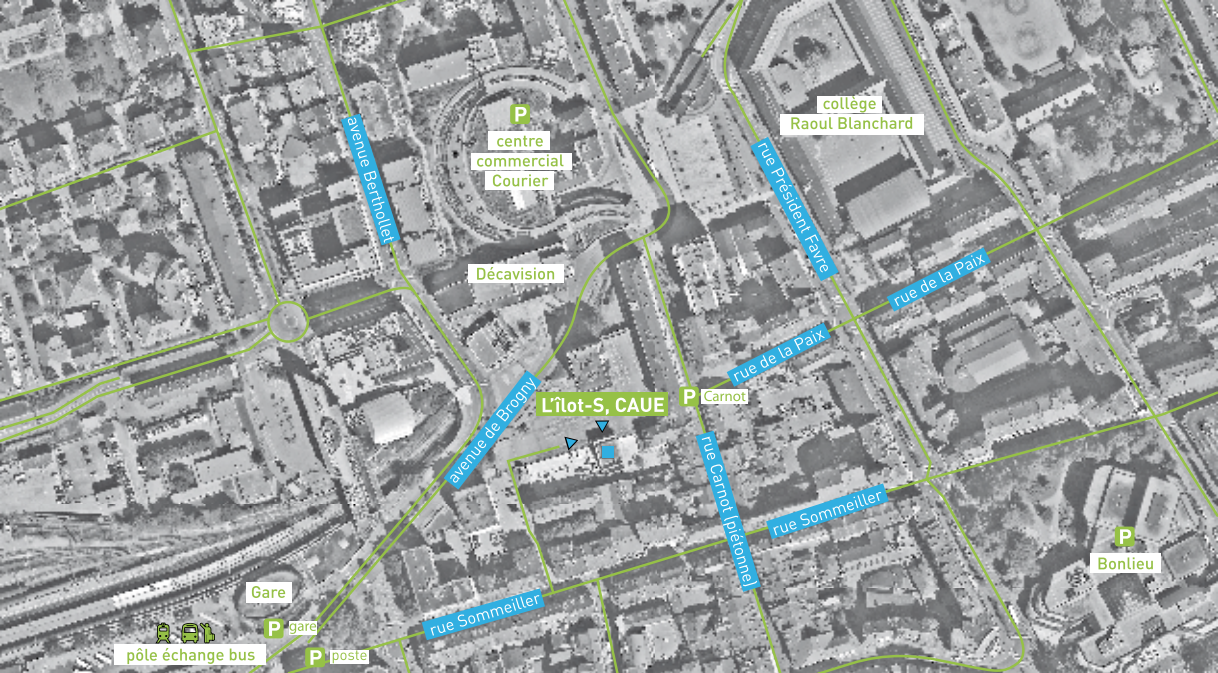 P
centre
commercial
Courier
collège
Raoul Blanchard
avenue Berthollet
rue Président Favre
Décavision
rue de la Paix
rue de la Paix
P Carnot
L'îlot-S, CAUE
avenue de Brogny
rue Carnot (piétonne)
rue Sommeiller
P
Bonlieu
Gare
P gare
rue Sommeiller
pôle échange bus
P poste